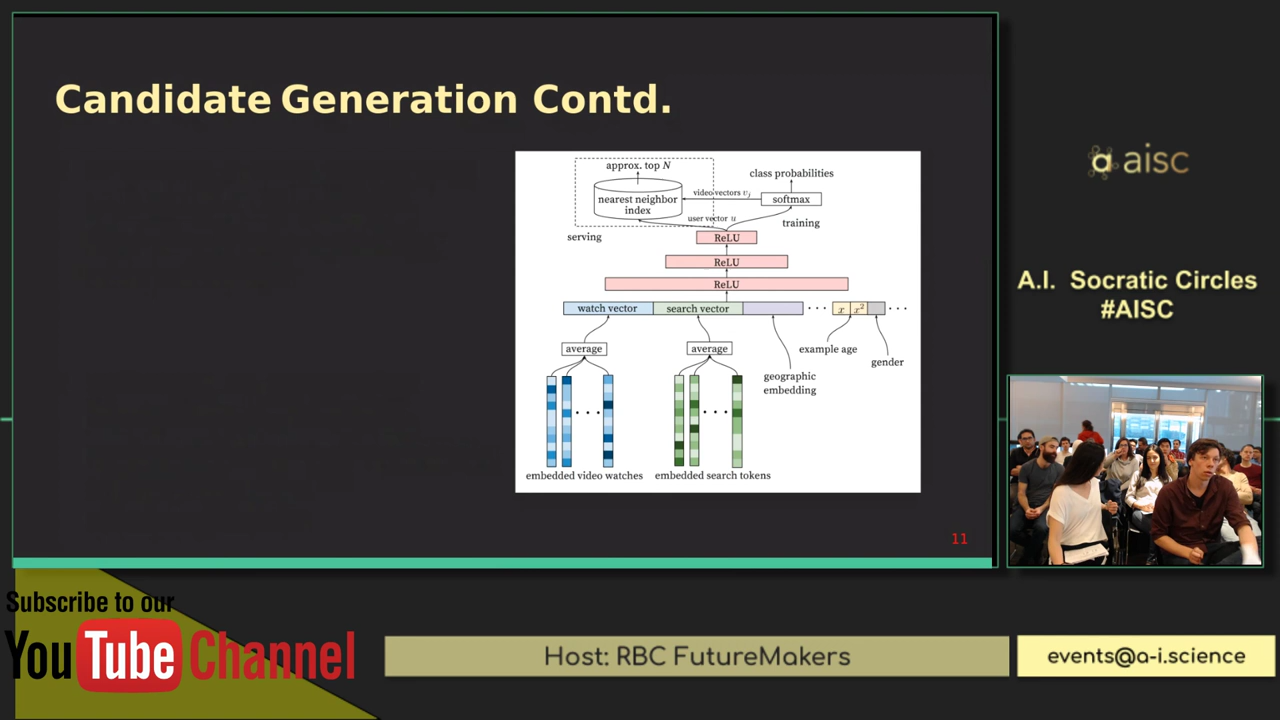 Candidate Generation Contd.
approx. top N
class probabilities
nearest neighbor
index
video vectors vj
softmax
user vector u
training
serving
ReLU
ReLU
ReLU
watch vector
search vector
· · ·
x
x²
· · ·
average
average
example age
gender
geographic
embedding
· · ·
· · ·
embedded video watches
embedded search tokens
11
aisc
A.I. Socratic Circles
#AISC
Subscribe to our
YouTube Channel
Host: RBC FutureMakers
events@a-i.science